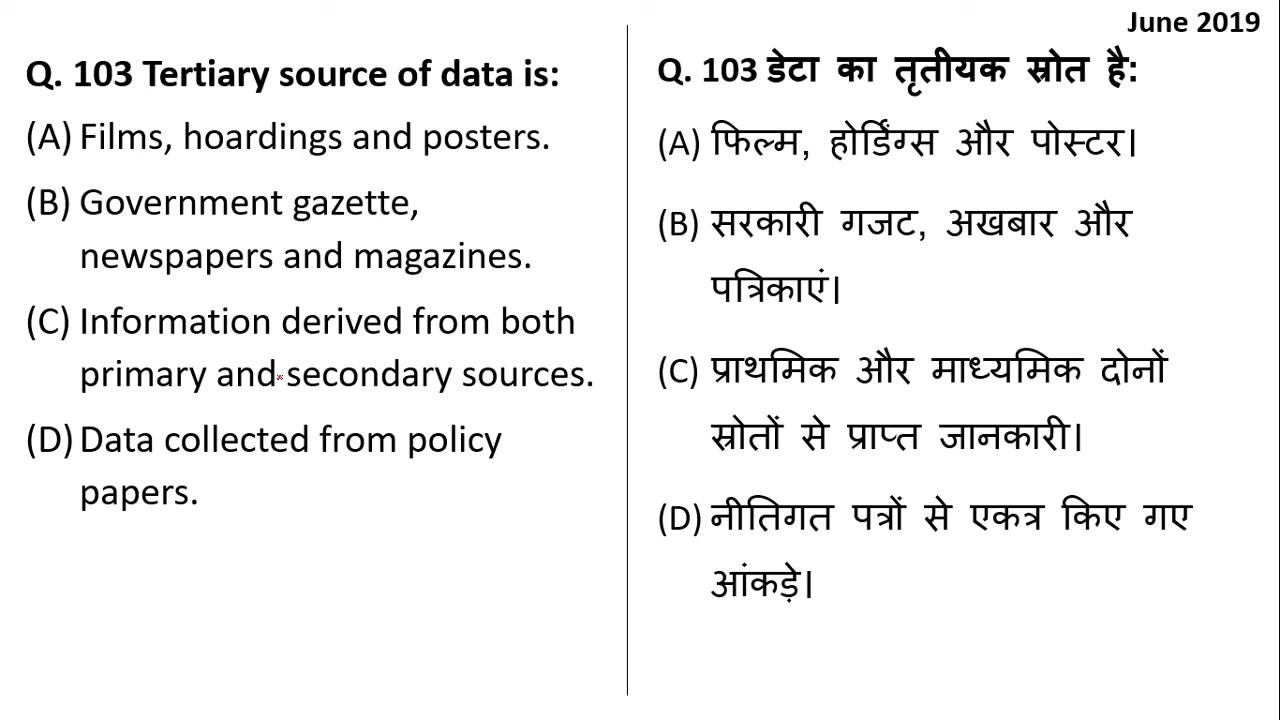 June 2019
Q. 103 Tertiary source of data is:
(A) Films, hoardings and posters.
(B) Government gazette,
newspapers and magazines.
(C) Information derived from both
primary and secondary sources.
(D) Data collected from policy
papers.
Q. 103 डेटा का तृतीयक स्रोत है:
(A) फिल्म, होर्डिंग्स और पोस्टर।
(B) सरकारी गजट, अखबार और
पत्रिकाएं।
(C) प्राथमिक और माध्यमिक दोनों
स्रोतों से प्राप्त जानकारी।
(D) नीतिगत पत्रों से एकत्र किए गए
आंकड़े।